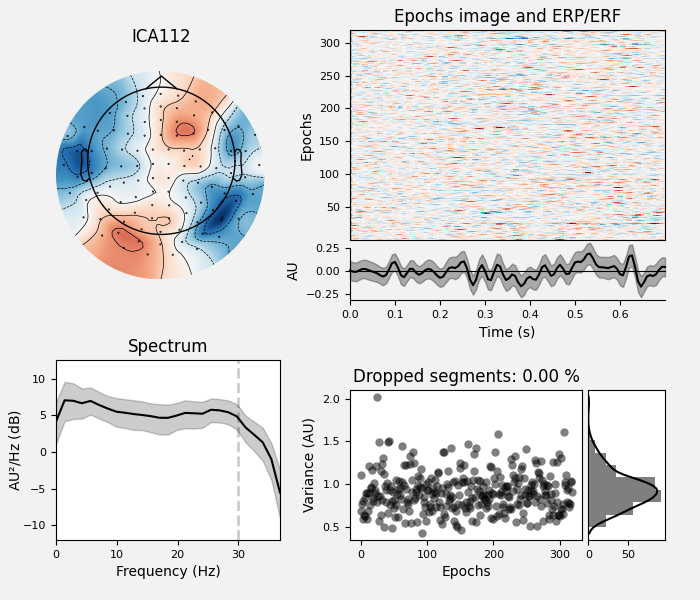 ICA112
Epochs image and ERP/ERF
Epochs
300
250
200
150
100
50
AU
0.25
0.00
−0.25
0.0 0.1 0.2 0.3 0.4 0.5 0.6
Time (s)
Spectrum
AU²/Hz (dB)
10
5
0
−5
−10
0 10 20 30
Frequency (Hz)
Dropped segments: 0.00 %
Variance (AU)
2.0
1.5
1.0
0.5
0 100 200 300
Epochs
0 50